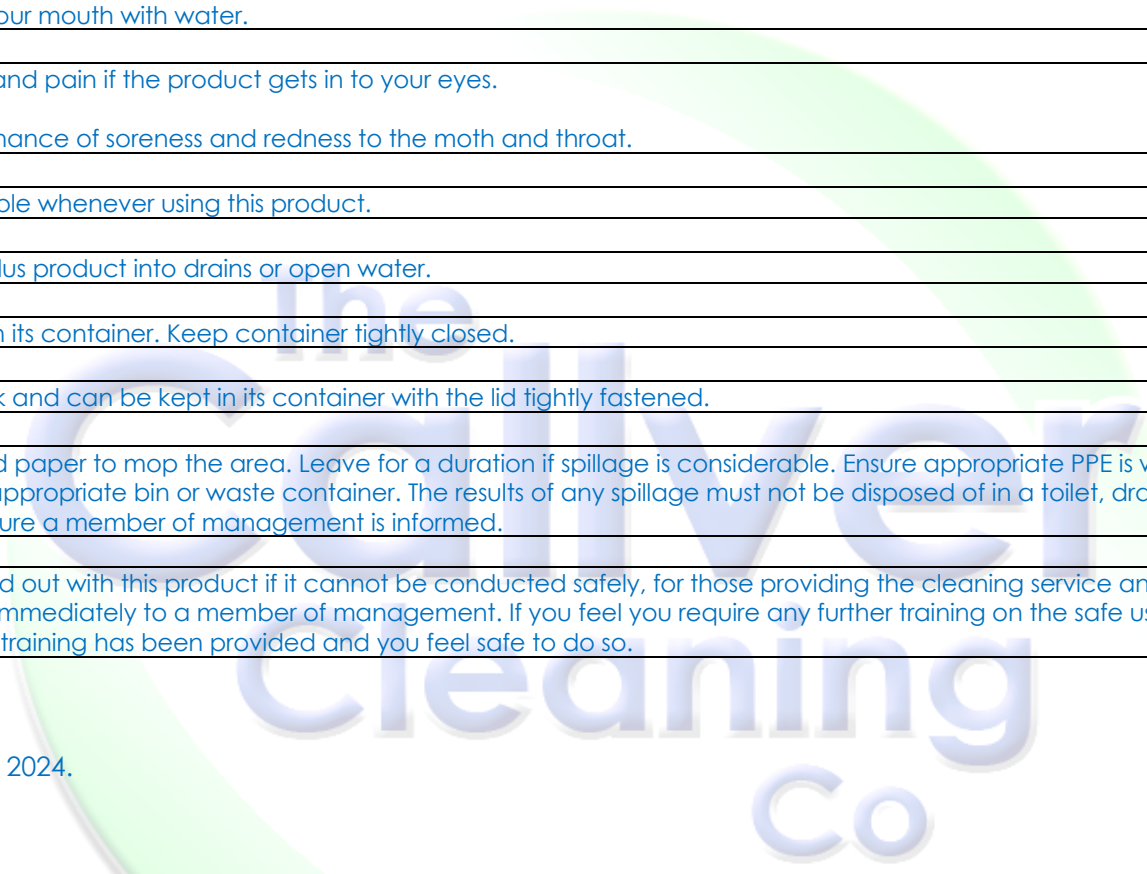 our mouth with water.
and pain if the product gets in to your eyes.
hance of soreness and redness to the moth and throat.
ble whenever using this product.
lus product into drains or open water.
The
n its container. Keep container tightly closed.
k and can be kept in its container with the lid tightly fastened.
Caliver
d paper to mop the area. Leave for a duration if spillage is considerable. Ensure appropriate PPE is
appropriate bin or waste container. The results of any spillage must not be disposed of in a toilet, dra
ure a member of management is informed.
d out with this product if it cannot be conducted safely, for those providing the cleaning service an
immediately to a member of management. If you feel you require any further training on the safe us
training has been provided and you feel safe to do so.
Cleaning
2024.
Co